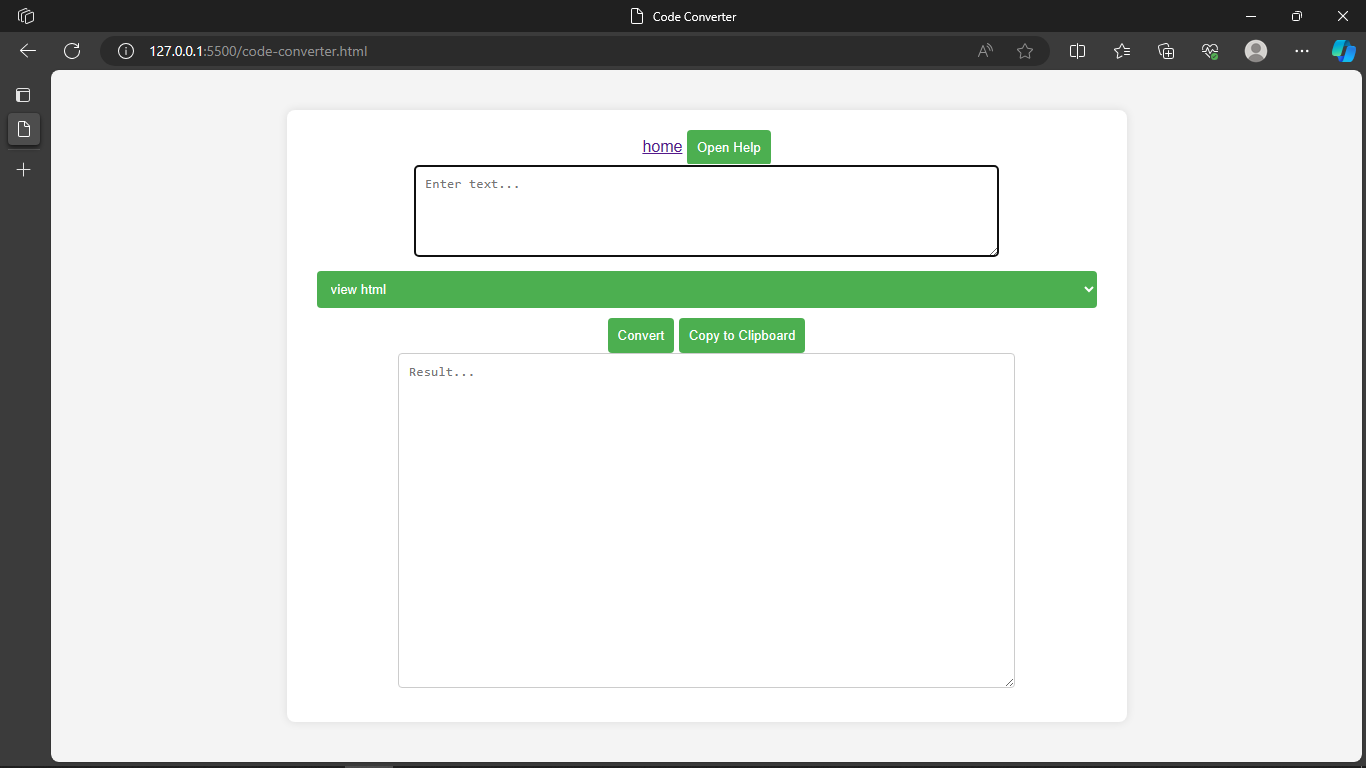 Code Converter
127.0.0.1:5500/code-converter.html
home Open Help
Enter text...
view html
Convert Copy to Clipboard
Result...